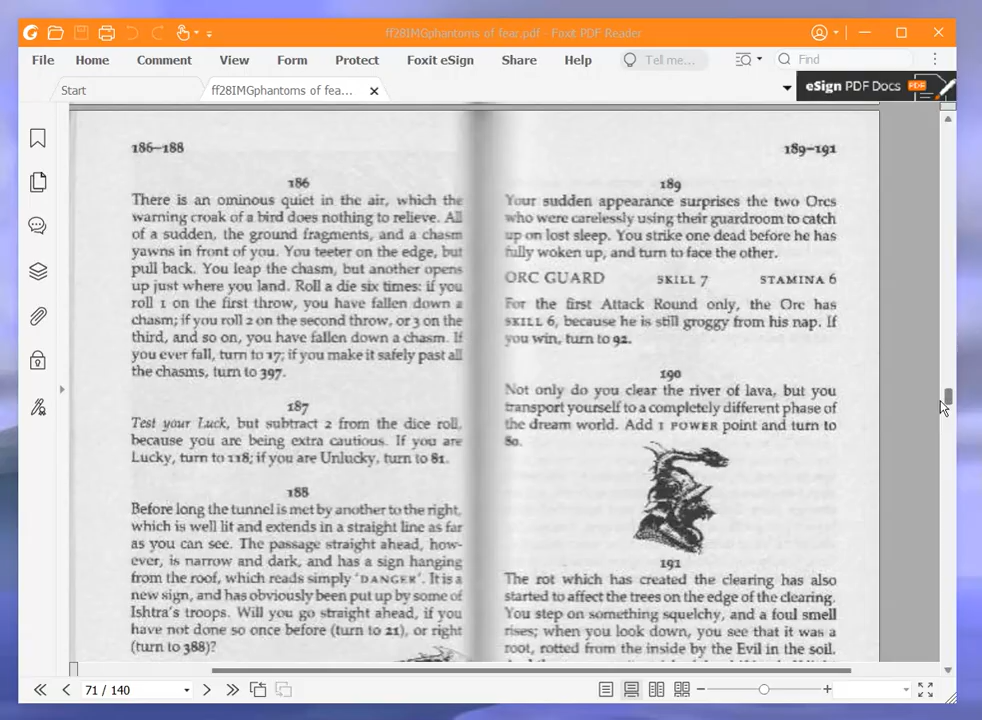 ff28IMGphantoms of fear.pdf - Foxit PDF Reader
File Home Comment View Form Protect Foxit eSign Share Help Tell me... Find
Start ff28IMGphantoms of fea... eSign PDF Docs PDF
186–188
186
There is an ominous quiet in the air, which the
warning croak of a bird does nothing to relieve. All
of a sudden, the ground fragments, and a chasm
yawns in front of you. You teeter on the edge, but
pull back. You leap the chasm, but another opens
up just where you land. Roll a die six times: if you
roll 1 on the first throw, you have fallen down a
chasm; if you roll 2 on the second throw, or 3 on the
third, and so on, you have fallen down a chasm. If
you ever fall, turn to 17; if you make it safely past all
the chasms, turn to 397.
187
Test your Luck, but subtract 2 from the dice roll,
because you are being extra cautious. If you are
Lucky, turn to 118; if you are Unlucky, turn to 81.
188
Before long the tunnel is met by another to the right,
which is well lit and extends in a straight line as far
as you can see. The passage straight ahead, how-
ever, is narrow and dark, and has a sign hanging
from the roof, which reads simply 'DANGER'. It is a
new sign, and has obviously been put up by some of
Ishtra's troops. Will you go straight ahead, if you
have not done so once before (turn to 21), or right
(turn to 388)?
189–191
189
Your sudden appearance surprises the two Orcs
who were carelessly using their guardroom to catch
up on lost sleep. You strike one dead before he has
fully woken up, and turn to face the other.
ORC GUARD SKILL 7 STAMINA 6
For the first Attack Round only, the Orc has
SKILL 6, because he is still groggy from his nap. If
you win, turn to 92.
190
Not only do you clear the river of lava, but you
transport yourself to a completely different phase of
the dream world. Add 1 POWER point and turn to
80.
191
The rot which has created the clearing has also
started to affect the trees on the edge of the clearing.
You step on something squelchy, and a foul smell
rises; when you look down, you see that it was a
root, rotted from the inside by the Evil in the soil.
71 / 140